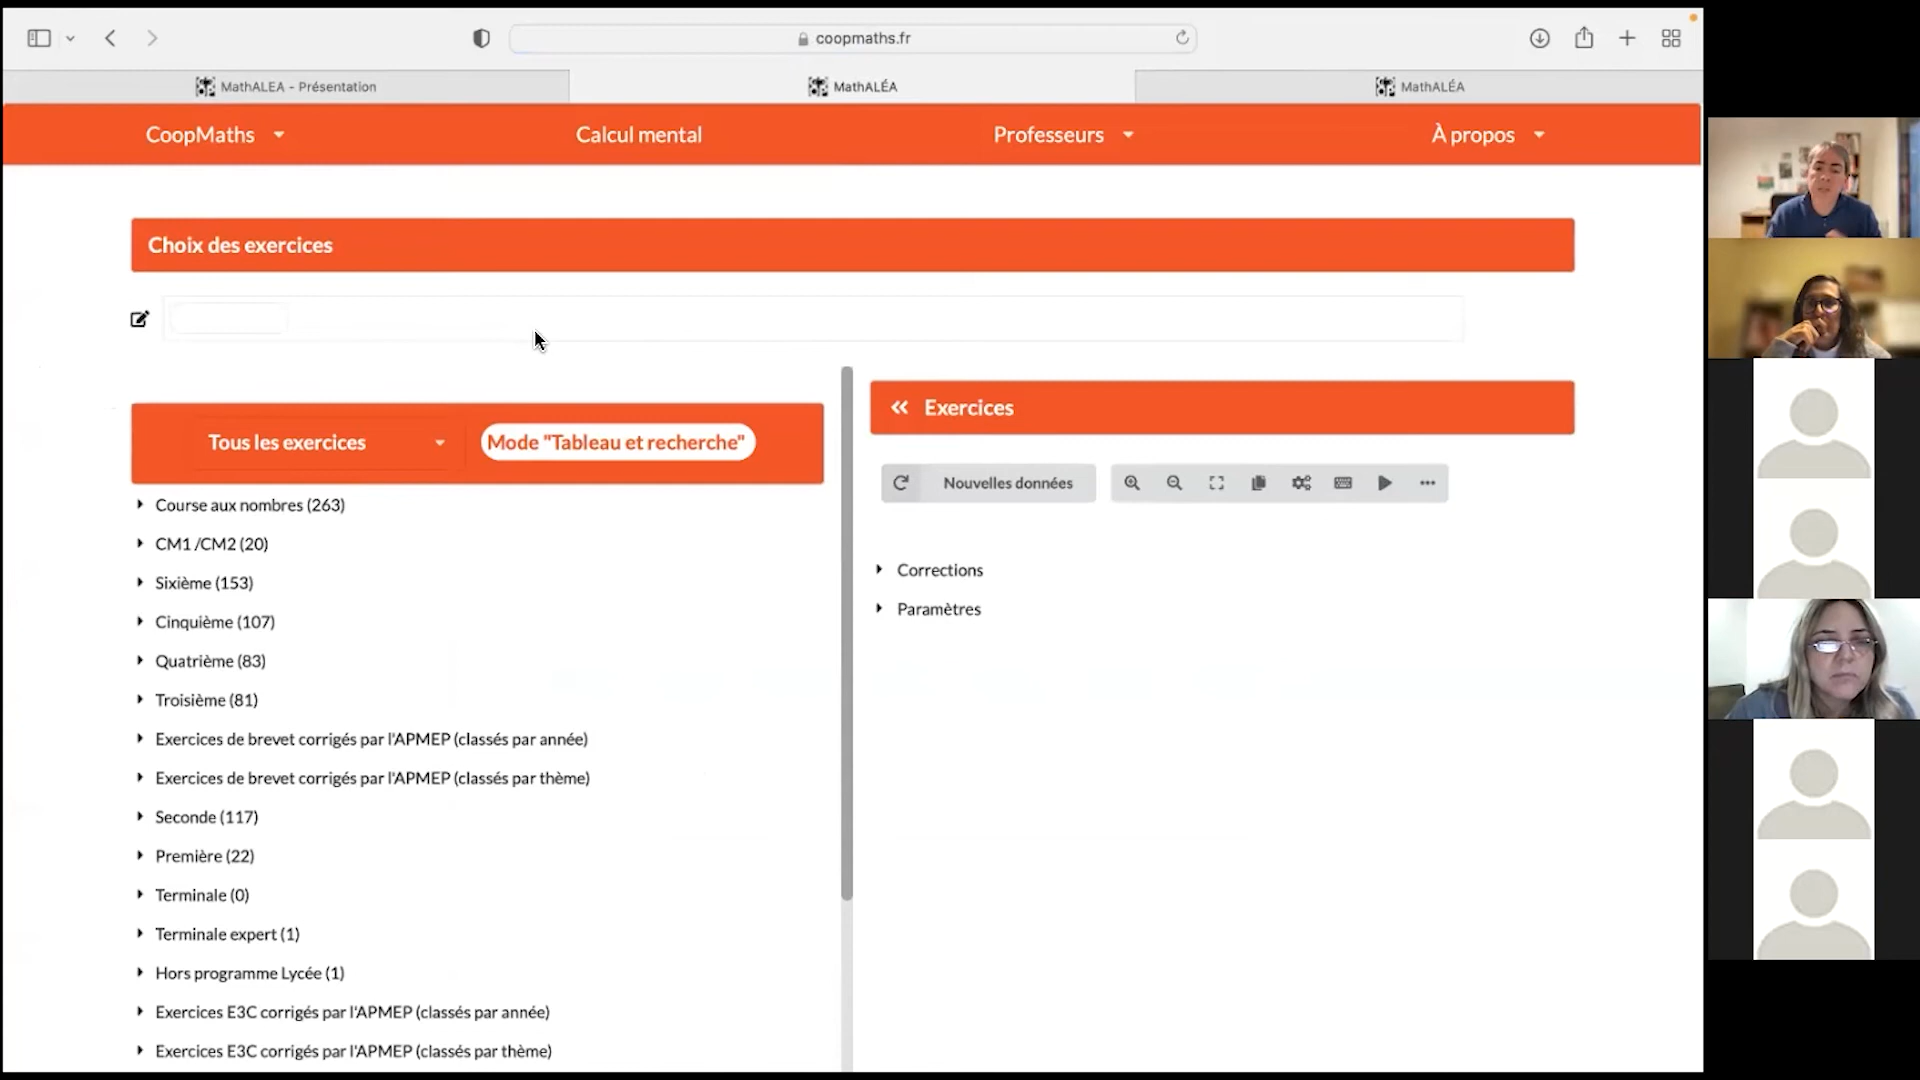 coopmaths.fr
MathALEA - Présentation
MathALÉA
MathALÉA
CoopMaths
Calcul mental
Professeurs
À propos
Choix des exercices
Tous les exercices
Mode "Tableau et recherche"
Course aux nombres (263)
CM1 /CM2 (20)
Sixième (153)
Cinquième (107)
Quatrième (83)
Troisième (81)
Exercices de brevet corrigés par l'APMEP (classés par année)
Exercices de brevet corrigés par l'APMEP (classés par thème)
Seconde (117)
Première (22)
Terminale (0)
Terminale expert (1)
Hors programme Lycée (1)
Exercices E3C corrigés par l'APMEP (classés par année)
Exercices E3C corrigés par l'APMEP (classés par thème)
Exercices
Nouvelles données
Corrections
Paramètres